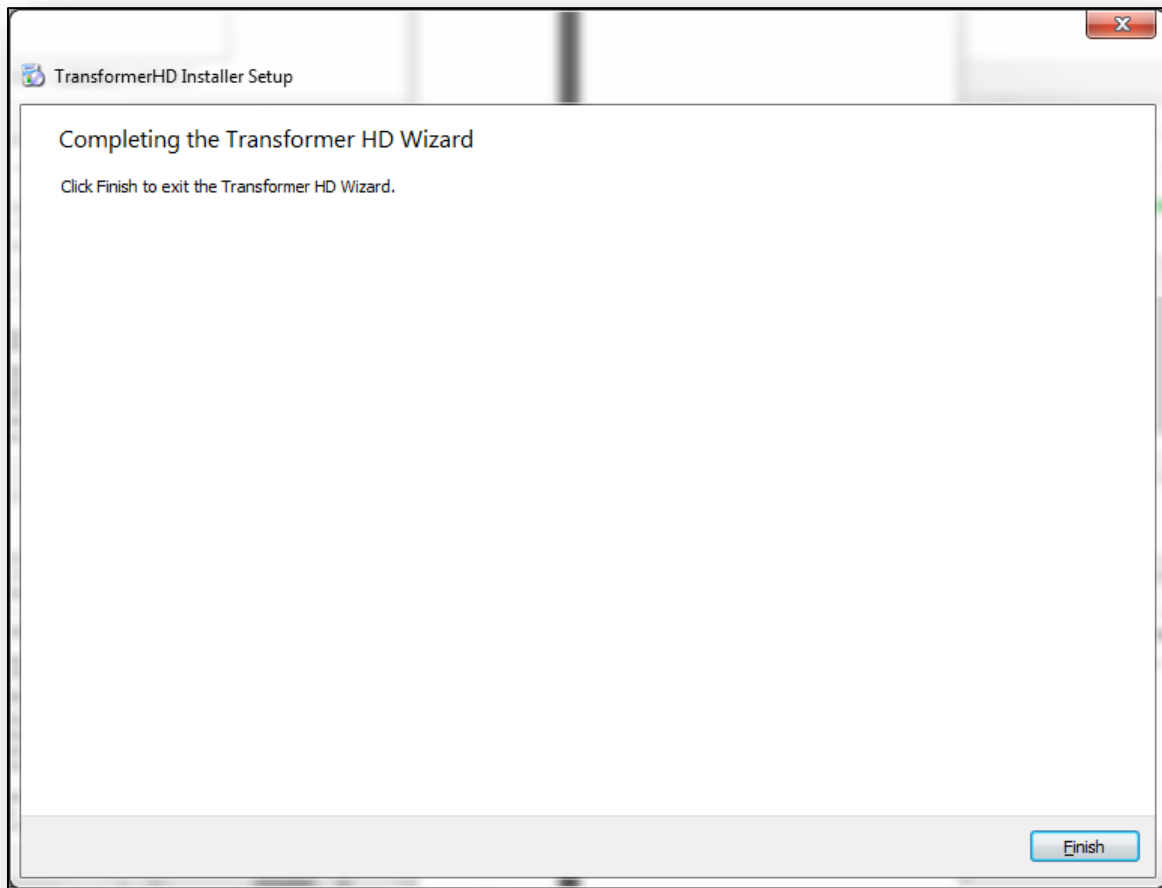 TransformerHD Installer Setup
Completing the Transformer HD Wizard
Click Finish to exit the Transformer HD Wizard.
Finish